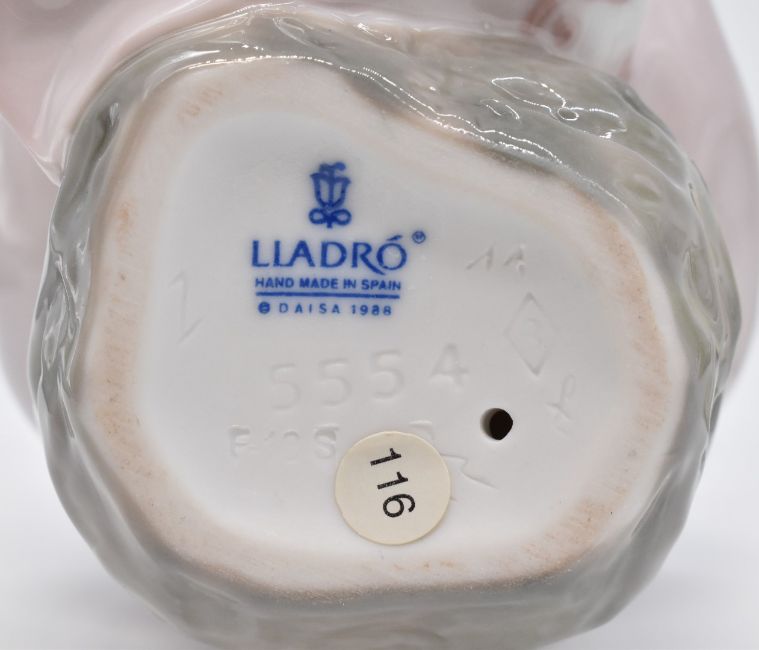 LLADRÓ®
HAND MADE IN SPAIN
© DAISA 1988
5554
116